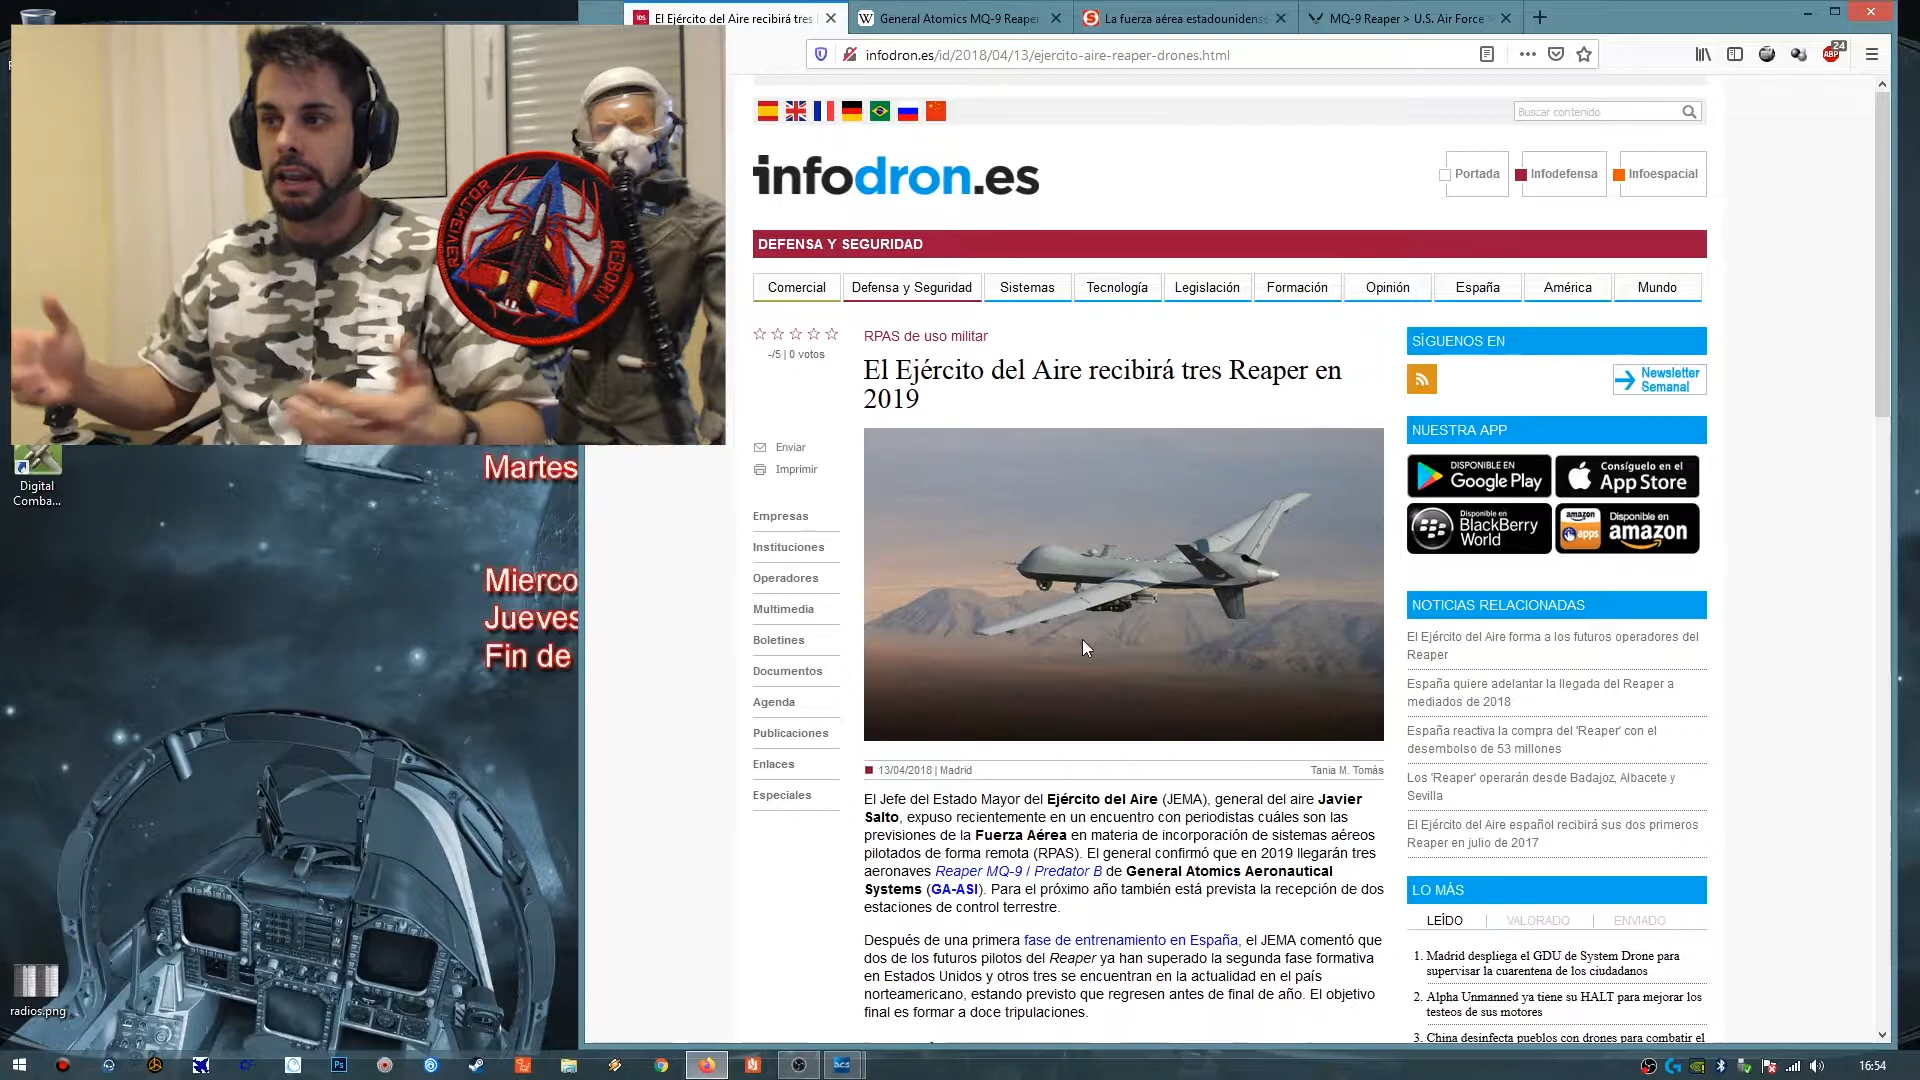 El Ejército del Aire recibirá tres
General Atomics MQ-9 Reaper
La fuerza aérea estadounidense
MQ-9 Reaper > U.S. Air Force >
infodron.es/id/2018/04/13/ejercito-aire-reaper-drones.html
24
ABP
Buscar contenido
infodron.es
Portada
Infodefensa
Infoespacial
DEFENSA Y SEGURIDAD
Comercial
Defensa y Seguridad
Sistemas
Tecnología
Legislación
Formación
Opinión
España
América
Mundo
-/5 | 0 votos
Enviar
Imprimir
Empresas
Instituciones
Operadores
Multimedia
Boletines
Documentos
Agenda
Publicaciones
Enlaces
Especiales
RPAS de uso militar
El Ejército del Aire recibirá tres Reaper en
2019
13/04/2018 | Madrid
Tania M. Tomás
El Jefe del Estado Mayor del Ejército del Aire (JEMA), general del aire Javier
Salto, expuso recientemente en un encuentro con periodistas cuáles son las
previsiones de la Fuerza Aérea en materia de incorporación de sistemas aéreos
pilotados de forma remota (RPAS). El general confirmó que en 2019 llegarán tres
aeronaves Reaper MQ-9 / Predator B de General Atomics Aeronautical
Systems (GA-ASI). Para el próximo año también está prevista la recepción de dos
estaciones de control terrestre.
Después de una primera fase de entrenamiento en España, el JEMA comentó que
dos de los futuros pilotos del Reaper ya han superado la segunda fase formativa
en Estados Unidos y otros tres se encuentran en la actualidad en el país
norteamericano, estando previsto que regresen antes de final de año. El objetivo
final es formar a doce tripulaciones.
SÍGUENOS EN
Newsletter
Semanal
NUESTRA APP
DISPONIBLE EN
Google Play
Consíguelo en el
App Store
Disponible en
BlackBerry
World
amazon
apps
Disponible en
amazon
NOTICIAS RELACIONADAS
El Ejército del Aire forma a los futuros operadores del
Reaper
España quiere adelantar la llegada del Reaper a
mediados de 2018
España reactiva la compra del 'Reaper' con el
desembolso de 53 millones
Los 'Reaper' operarán desde Badajoz, Albacete y
Sevilla
El Ejército del Aire español recibirá sus dos primeros
Reaper en julio de 2017
LO MÁS
LEÍDO
VALORADO
ENVIADO
1. Madrid despliega el GDU de System Drone para
supervisar la cuarentena de los ciudadanos
2. Alpha Unmanned ya tiene su HALT para mejorar los
testeos de sus motores
3. China desinfecta pueblos con drones para combatir el
REVIENTOR
REBORN
ARMY
Digital
Comba...
Martes
Mierco
Jueves
Fin de
radios.png
Ps
DCS
16:54